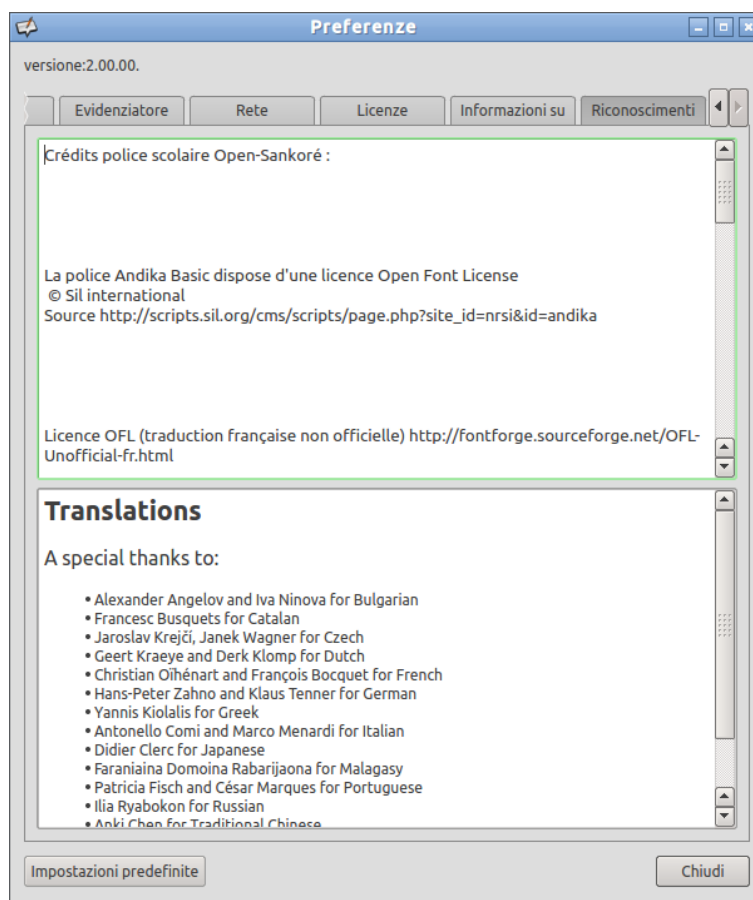 Preferenze
versione:2.00.00.
Evidenziatore
Rete
Licenze
Informazioni su
Riconoscimenti
Crédits police scolaire Open-Sankoré :
La police Andika Basic dispose d'une licence Open Font License
© Sil international
Source http://scripts.sil.org/cms/scripts/page.php?site_id=nrsi&id=andika
Licence OFL (traduction française non officielle) http://fontforge.sourceforge.net/OFL-
Unofficial-fr.html
Translations
A special thanks to:
• Alexander Angelov and Iva Ninova for Bulgarian
• Francesc Busquets for Catalan
• Jaroslav Krejčí, Janek Wagner for Czech
• Geert Kraeye and Derk Klomp for Dutch
• Christian Oïhénart and François Bocquet for French
• Hans-Peter Zahno and Klaus Tenner for German
• Yannis Kiolalis for Greek
• Antonello Comi and Marco Menardi for Italian
• Didier Clerc for Japanese
• Faraniaina Domoina Rabarijaona for Malagasy
• Patricia Fisch and César Marques for Portuguese
• Ilia Ryabokon for Russian
• Anki Chen for Traditional Chinese
Impostazioni predefinite
Chiudi